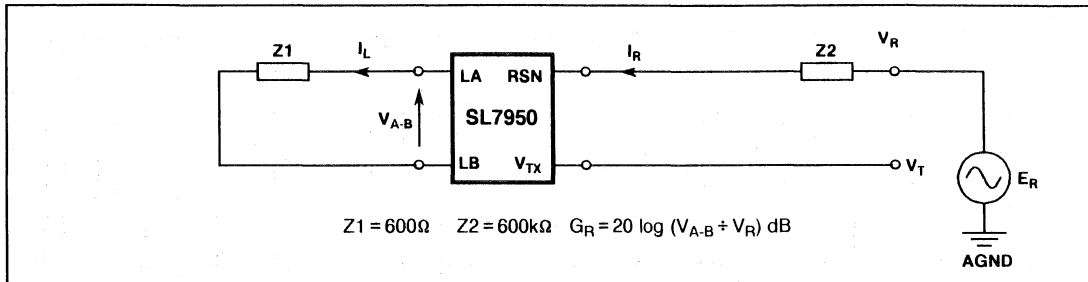 Z1
I_L
I_R
Z2
V_R
LA
RSN
V_A-B
SL7950
LB
V_TX
V_T
E_R
Z1 = 600Ω Z2 = 600kΩ G_R = 20 log (V_A-B ÷ V_R) dB
AGND